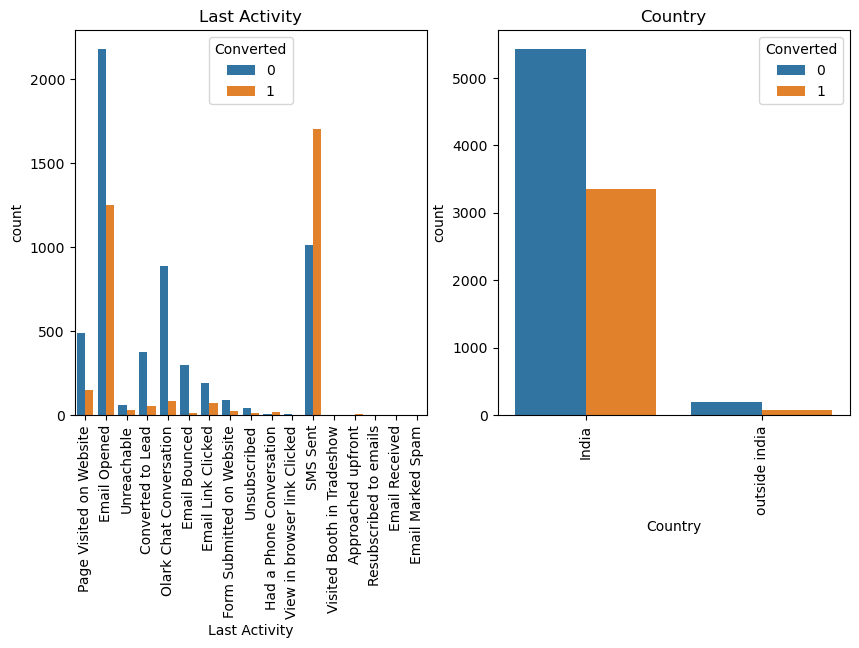 Last Activity
Converted
0
1
count
2000
1500
1000
500
0
Page Visited on Website
Email Opened
Unreachable
Converted to Lead
Olark Chat Conversation
Email Bounced
Email Link Clicked
Form Submitted on Website
Unsubscribed
Had a Phone Conversation
View in browser link Clicked
SMS Sent
Visited Booth in Tradeshow
Approached upfront
Resubscribed to emails
Email Received
Email Marked Spam
Last Activity
Country
Converted
0
1
count
5000
4000
3000
2000
1000
0
India
outside india
Country